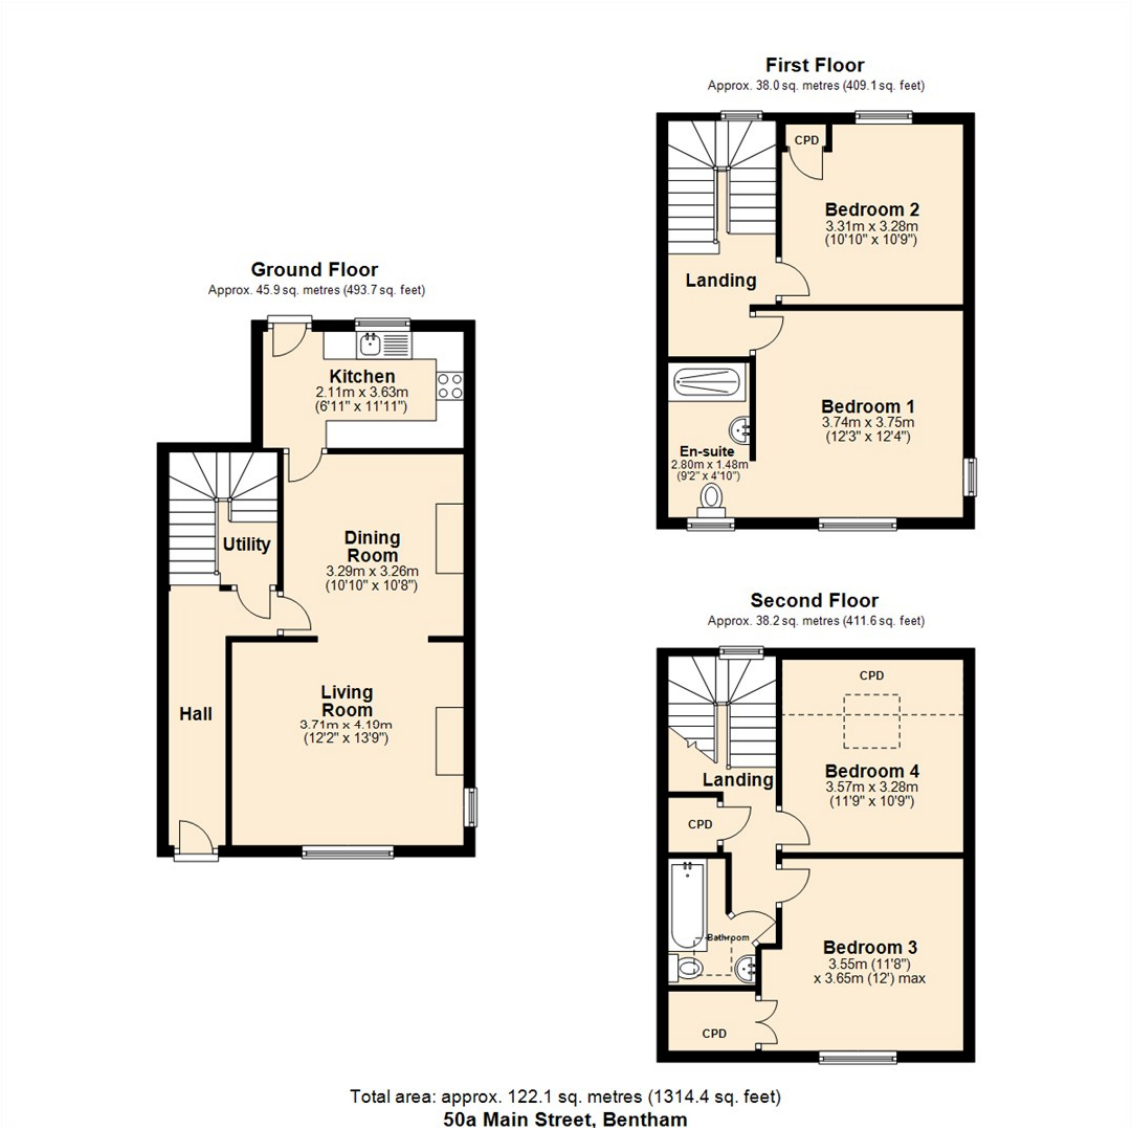 First Floor
Approx. 38.0 sq. metres (409.1 sq. feet)
CPD
Bedroom 2
3.31m x 3.28m
(10'10" x 10'9")
Landing
Bedroom 1
3.74m x 3.75m
(12'3" x 12'4")
En-suite
2.80m x 1.48m
(9'2" x 4'10")
Ground Floor
Approx. 45.9 sq. metres (493.7 sq. feet)
Kitchen
2.11m x 3.63m
(6'11" x 11'11")
Utility
Dining
Room
3.29m x 3.26m
(10'10" x 10'8")
Hall
Living
Room
3.71m x 4.19m
(12'2" x 13'9")
Second Floor
Approx. 38.2 sq. metres (411.6 sq. feet)
CPD
Bedroom 4
3.57m x 3.28m
(11'9" x 10'9")
Landing
CPD
Bathroom
Bedroom 3
3.55m (11'8")
x 3.65m (12') max
CPD
Total area: approx. 122.1 sq. metres (1314.4 sq. feet)
50a Main Street, Bentham